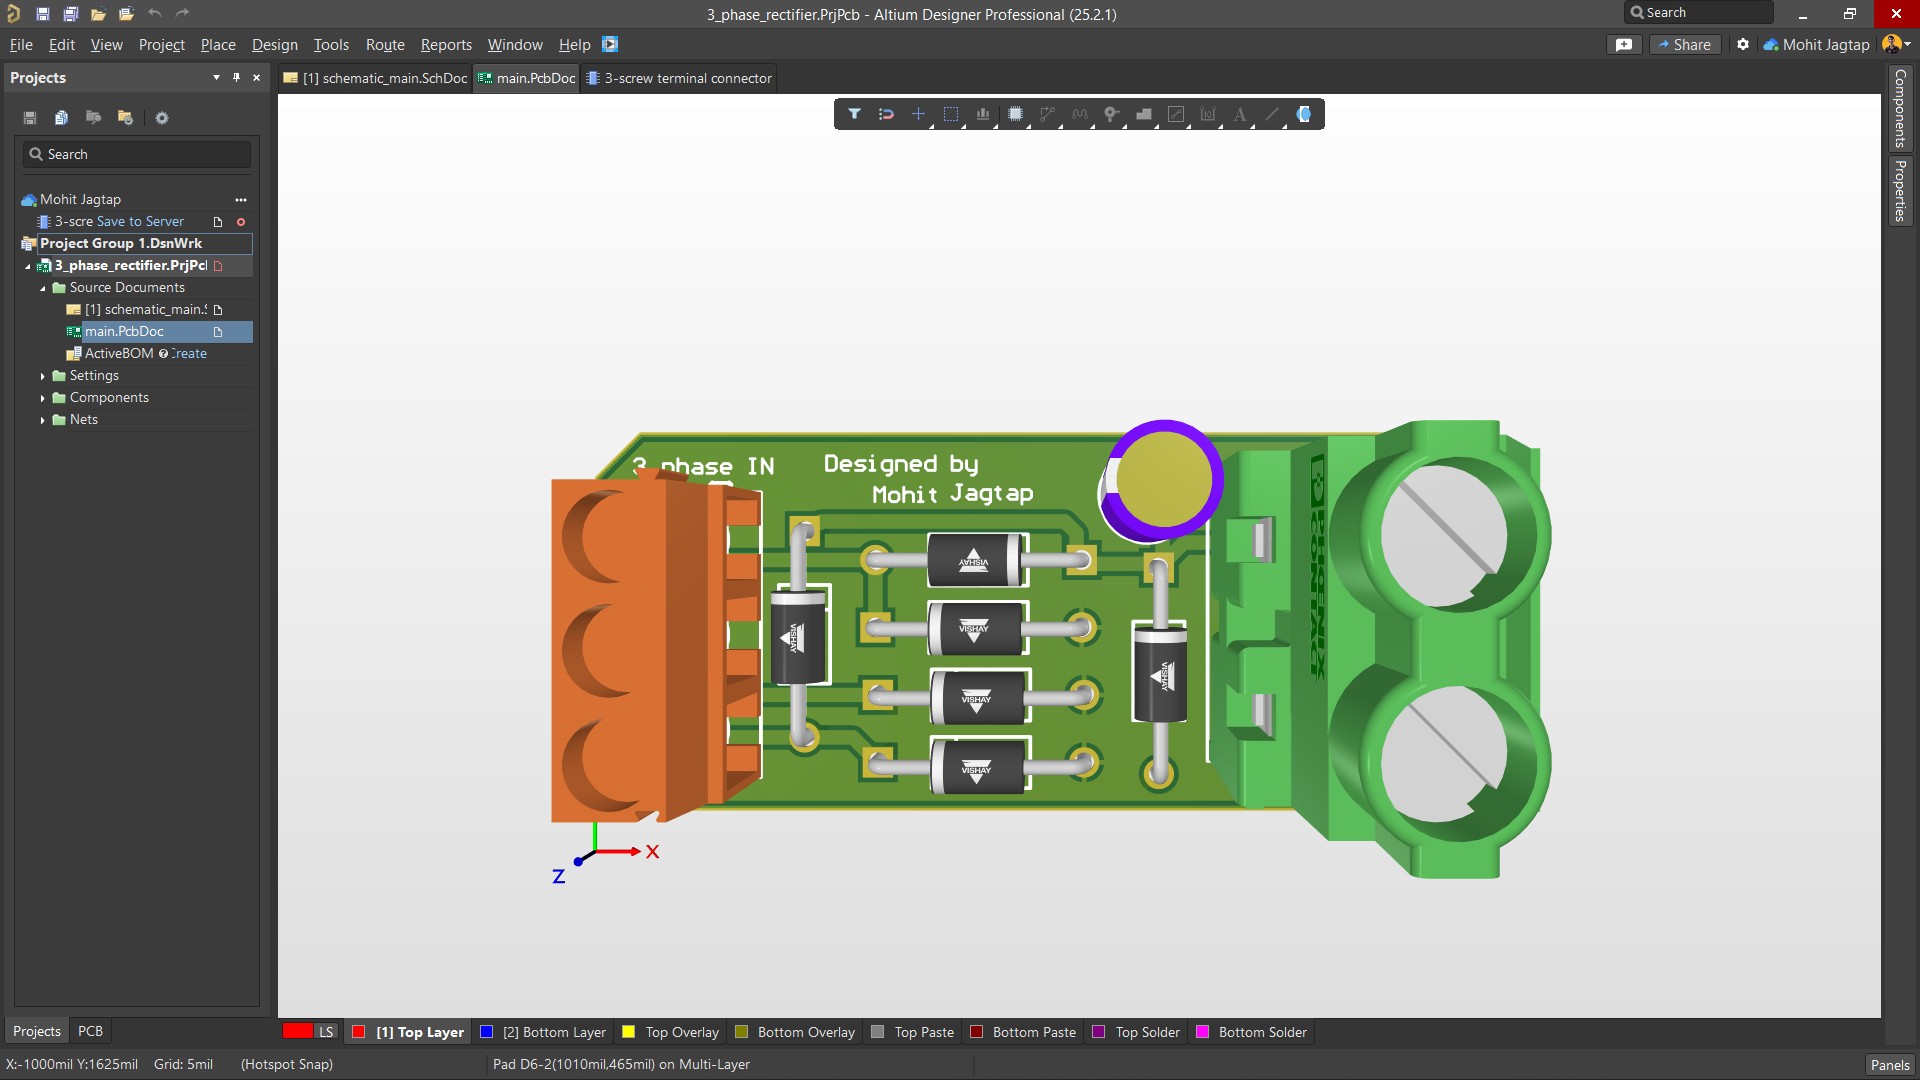 3_phase_rectifier.PrjPcb - Altium Designer Professional (25.2.1)
Search
File Edit View Project Place Design Tools Route Reports Window Help
Share
Mohit Jagtap
Projects
[1] schematic_main.SchDoc
main.PcbDoc
3-screw terminal connector
Search
Mohit Jagtap
3-scre Save to Server
Project Group 1.DsnWrk
3_phase_rectifier.PrjPcl
Source Documents
[1] schematic_main.S
main.PcbDoc
ActiveBOM Create
Settings
Components
Nets
Components
Properties
3 phase IN
Designed by
Mohit Jagtap
VISHAY
VISHAY
VISHAY
VISHAY
VISHAY
VISHAY
PHOENIX
CONTACT
X
Z
Projects PCB
LS
[1] Top Layer
[2] Bottom Layer
Top Overlay
Bottom Overlay
Top Paste
Bottom Paste
Top Solder
Bottom Solder
X:-1000mil Y:1625mil Grid: 5mil (Hotspot Snap)
Pad D6-2(1010mil,465mil) on Multi-Layer
Panels